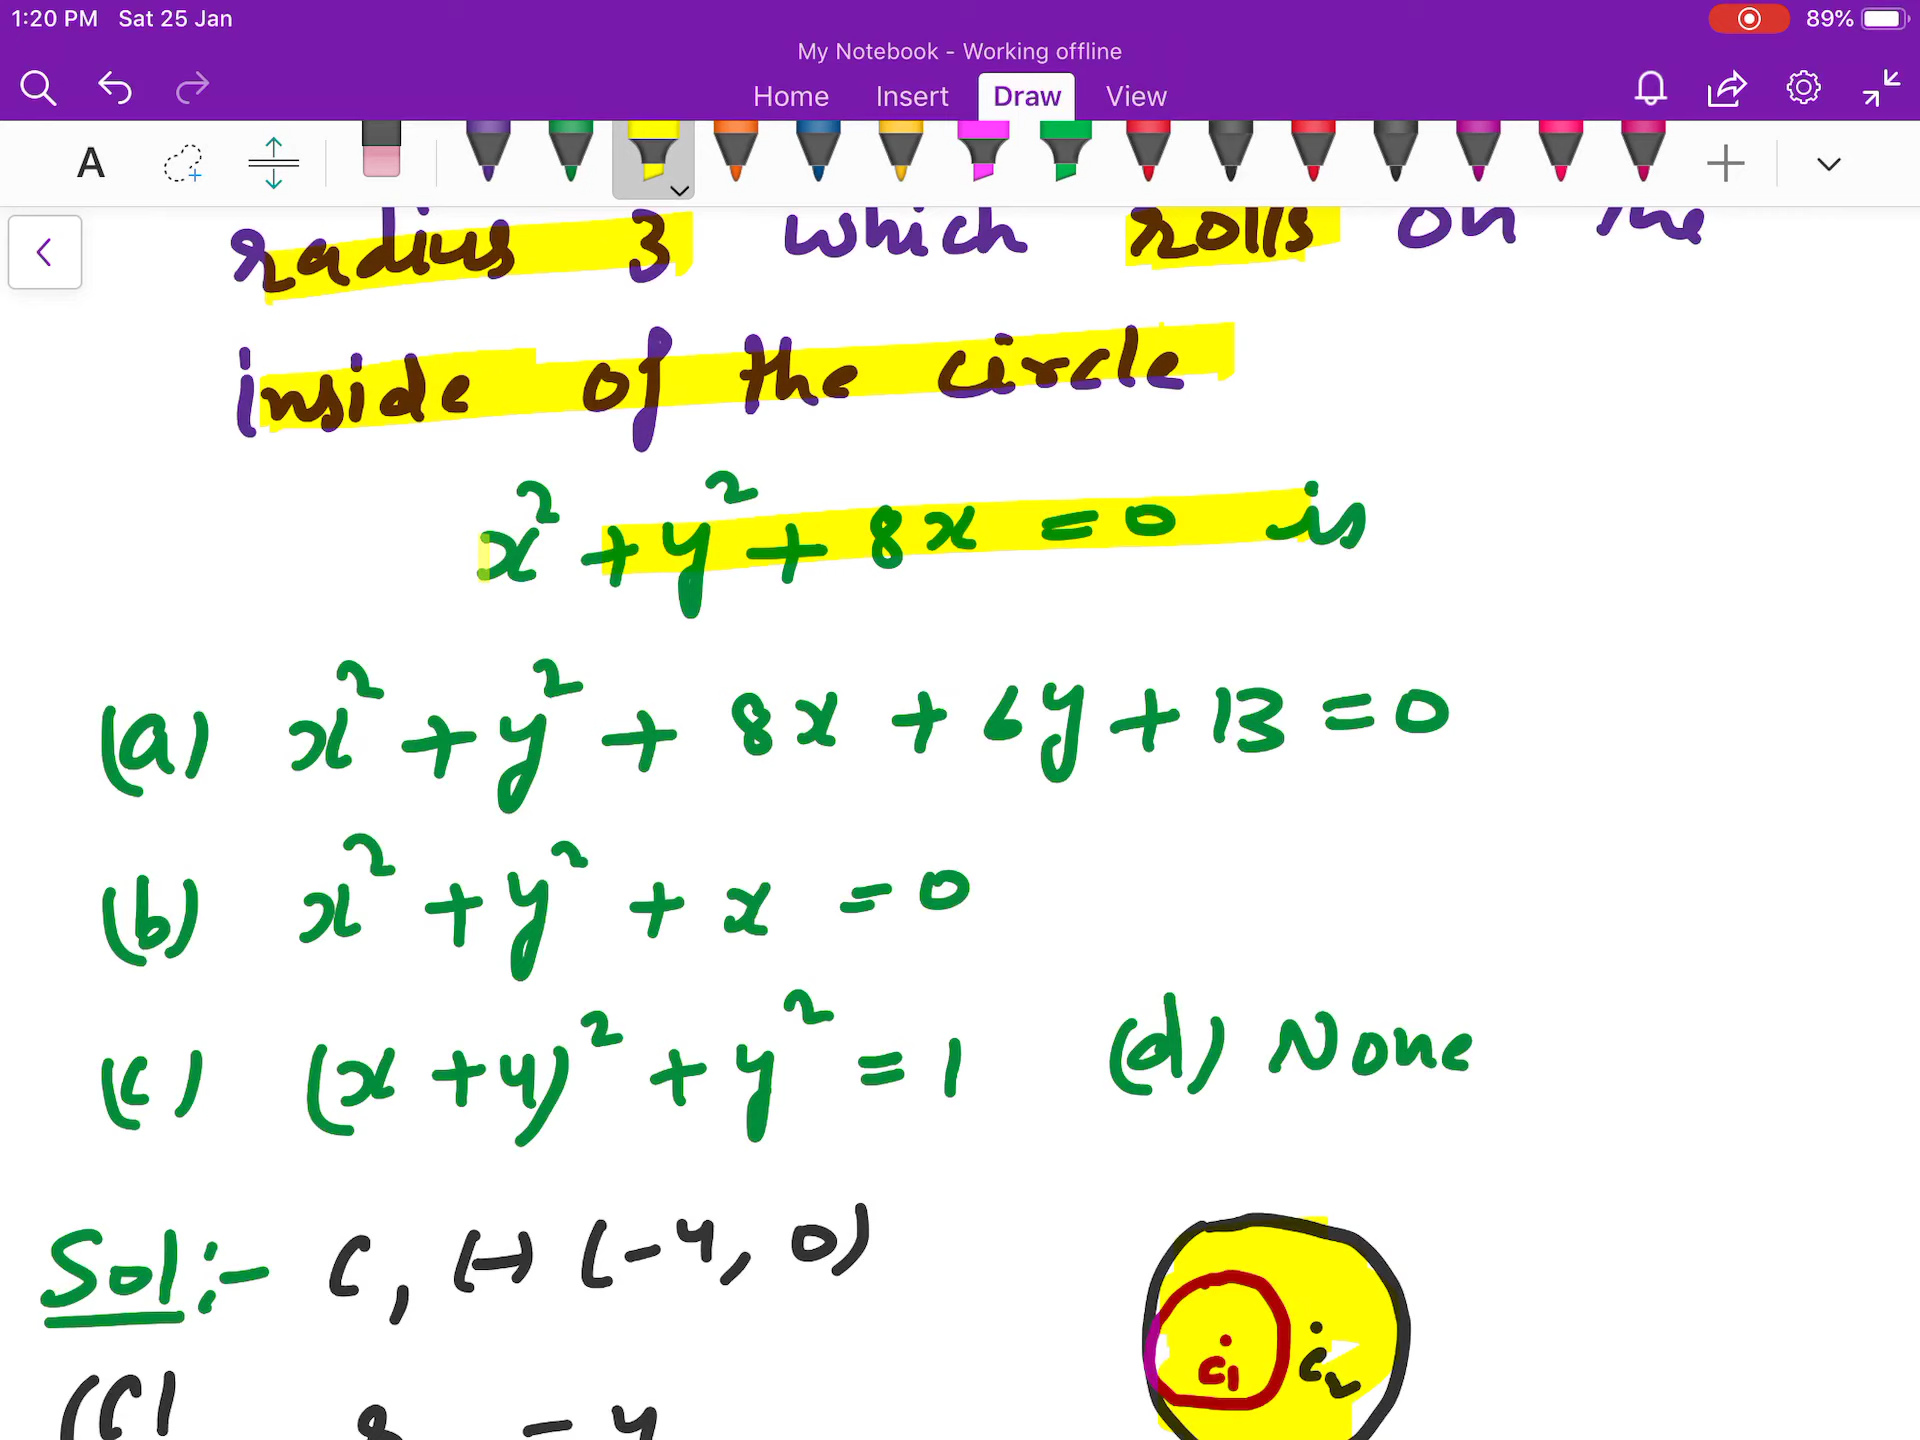 1:20 PM Sat 25 Jan
89%
My Notebook - Working offline
Home Insert Draw View
A
radius 3 which rolls on the
inside of the circle
x² + y² + 8x = 0 is
(a) x² + y² + 8x + 6y + 13 = 0
(b) x² + y² + x = 0
(c) (x + 4)² + y² = 1 (d) None
Sol:- C, (-) (-4, 0)
C₁ C₂
(C)
- 4